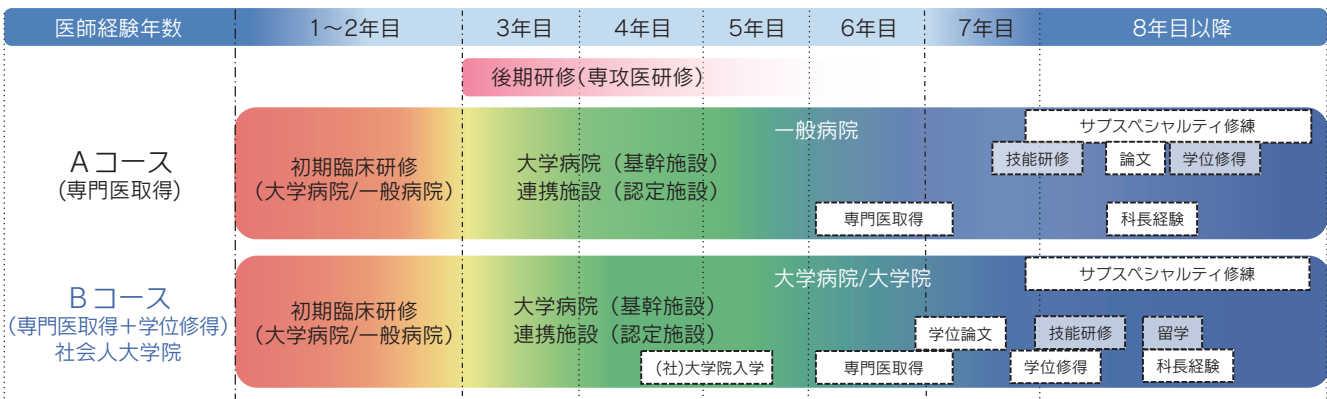 医師経験年数
1～2年目
3年目
4年目
5年目
6年目
7年目
8年目以降
後期研修(専攻医研修)
Aコース
(専門医取得)
初期臨床研修
(大学病院/一般病院)
大学病院（基幹施設）
連携施設（認定施設）
一般病院
サブスペシャルティ修練
技能研修
論文
学位修得
専門医取得
科長経験
Bコース
(専門医取得＋学位修得)
社会人大学院
初期臨床研修
(大学病院/一般病院)
大学病院（基幹施設）
連携施設（認定施設）
大学病院/大学院
サブスペシャルティ修練
学位論文
技能研修
留学
(社)大学院入学
専門医取得
学位修得
科長経験